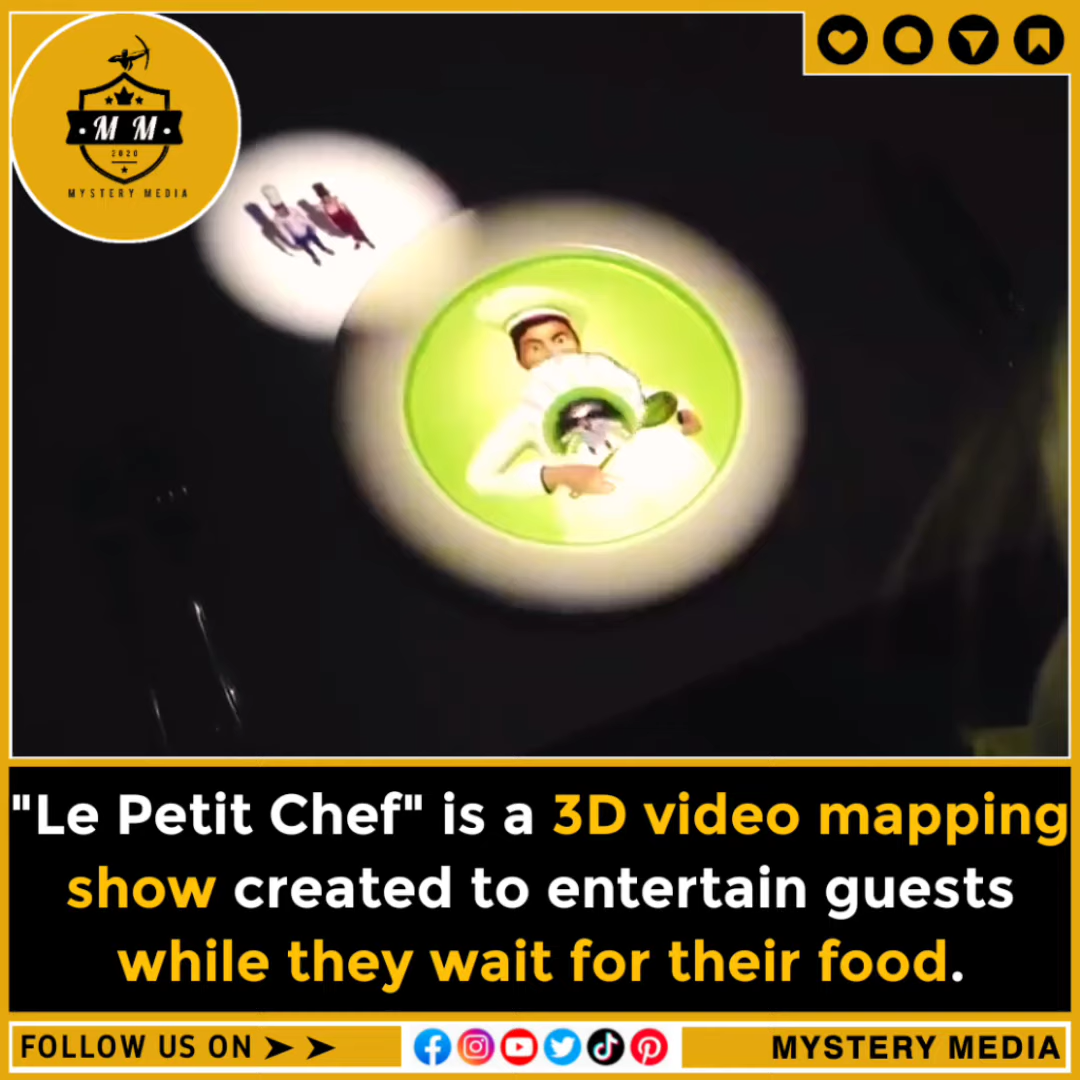 · M M ·
2020
MYSTERY MEDIA
"Le Petit Chef" is a 3D video mapping
show created to entertain guests
while they wait for their food.
FOLLOW US ON
MYSTERY MEDIA